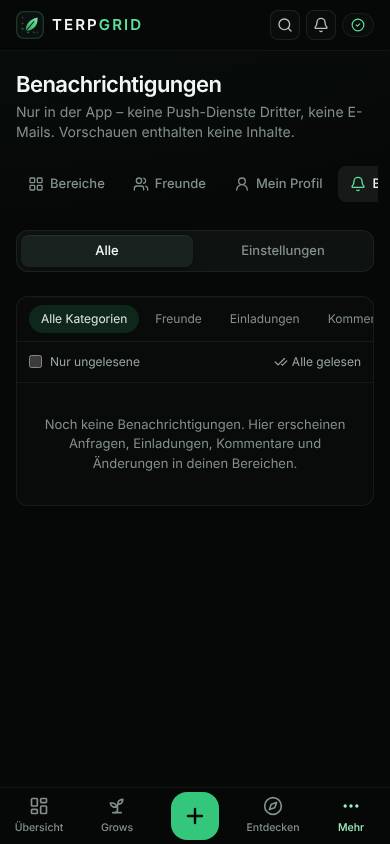 TERPGRID
Benachrichtigungen
Nur in der App – keine Push-Dienste Dritter, keine E-
Mails. Vorschauen enthalten keine Inhalte.
Bereiche Freunde Mein Profil
Alle Einstellungen
Alle Kategorien Freunde Einladungen Kommen
Nur ungelesene Alle gelesen
Noch keine Benachrichtigungen. Hier erscheinen
Anfragen, Einladungen, Kommentare und
Änderungen in deinen Bereichen.
Übersicht Grows Entdecken Mehr